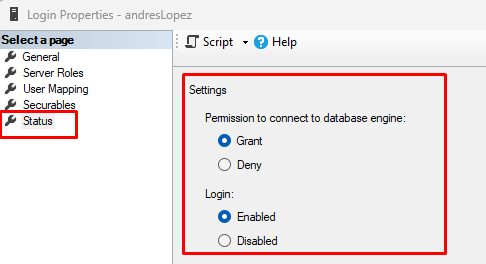 Login Properties - andresLopez
Select a page
General
Server Roles
User Mapping
Securables
Status
Script
Help
Settings
Permission to connect to database engine:
Grant
Deny
Login:
Enabled
Disabled